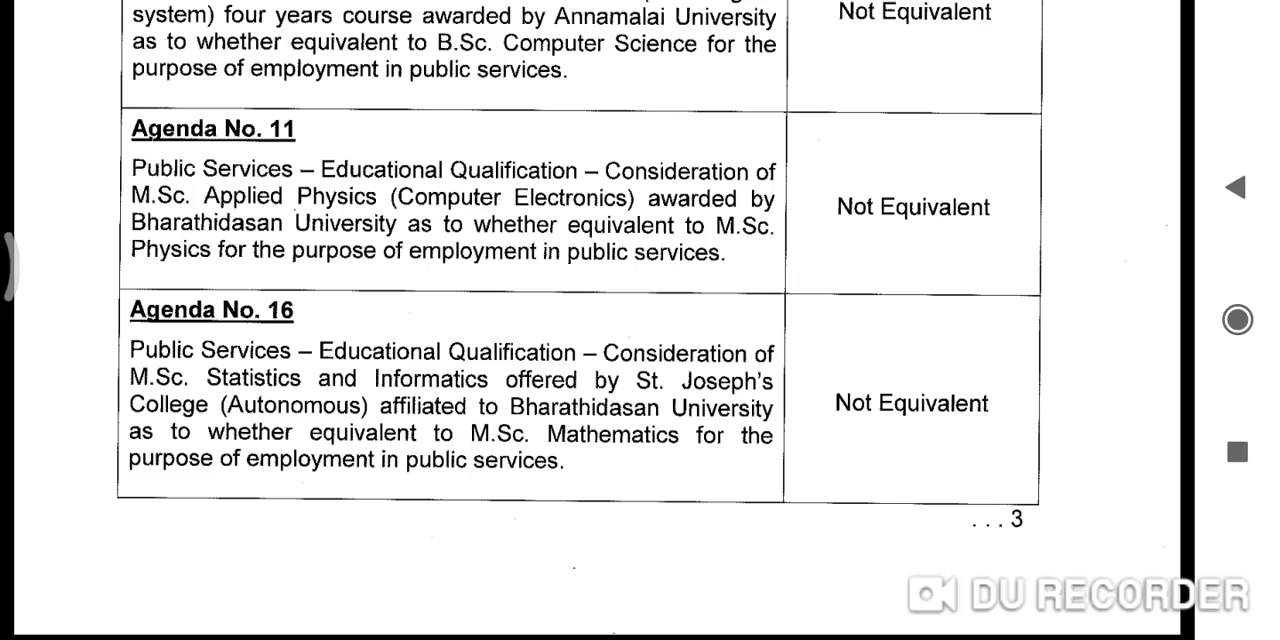 system) four years course awarded by Annamalai University
as to whether equivalent to B.Sc. Computer Science for the
purpose of employment in public services.
Not Equivalent
Agenda No. 11
Public Services – Educational Qualification – Consideration of
M.Sc. Applied Physics (Computer Electronics) awarded by
Bharathidasan University as to whether equivalent to M.Sc.
Physics for the purpose of employment in public services.
Not Equivalent
Agenda No. 16
Public Services – Educational Qualification – Consideration of
M.Sc. Statistics and Informatics offered by St. Joseph's
College (Autonomous) affiliated to Bharathidasan University
as to whether equivalent to M.Sc. Mathematics for the
purpose of employment in public services.
Not Equivalent
. . . 3
DU RECORDER